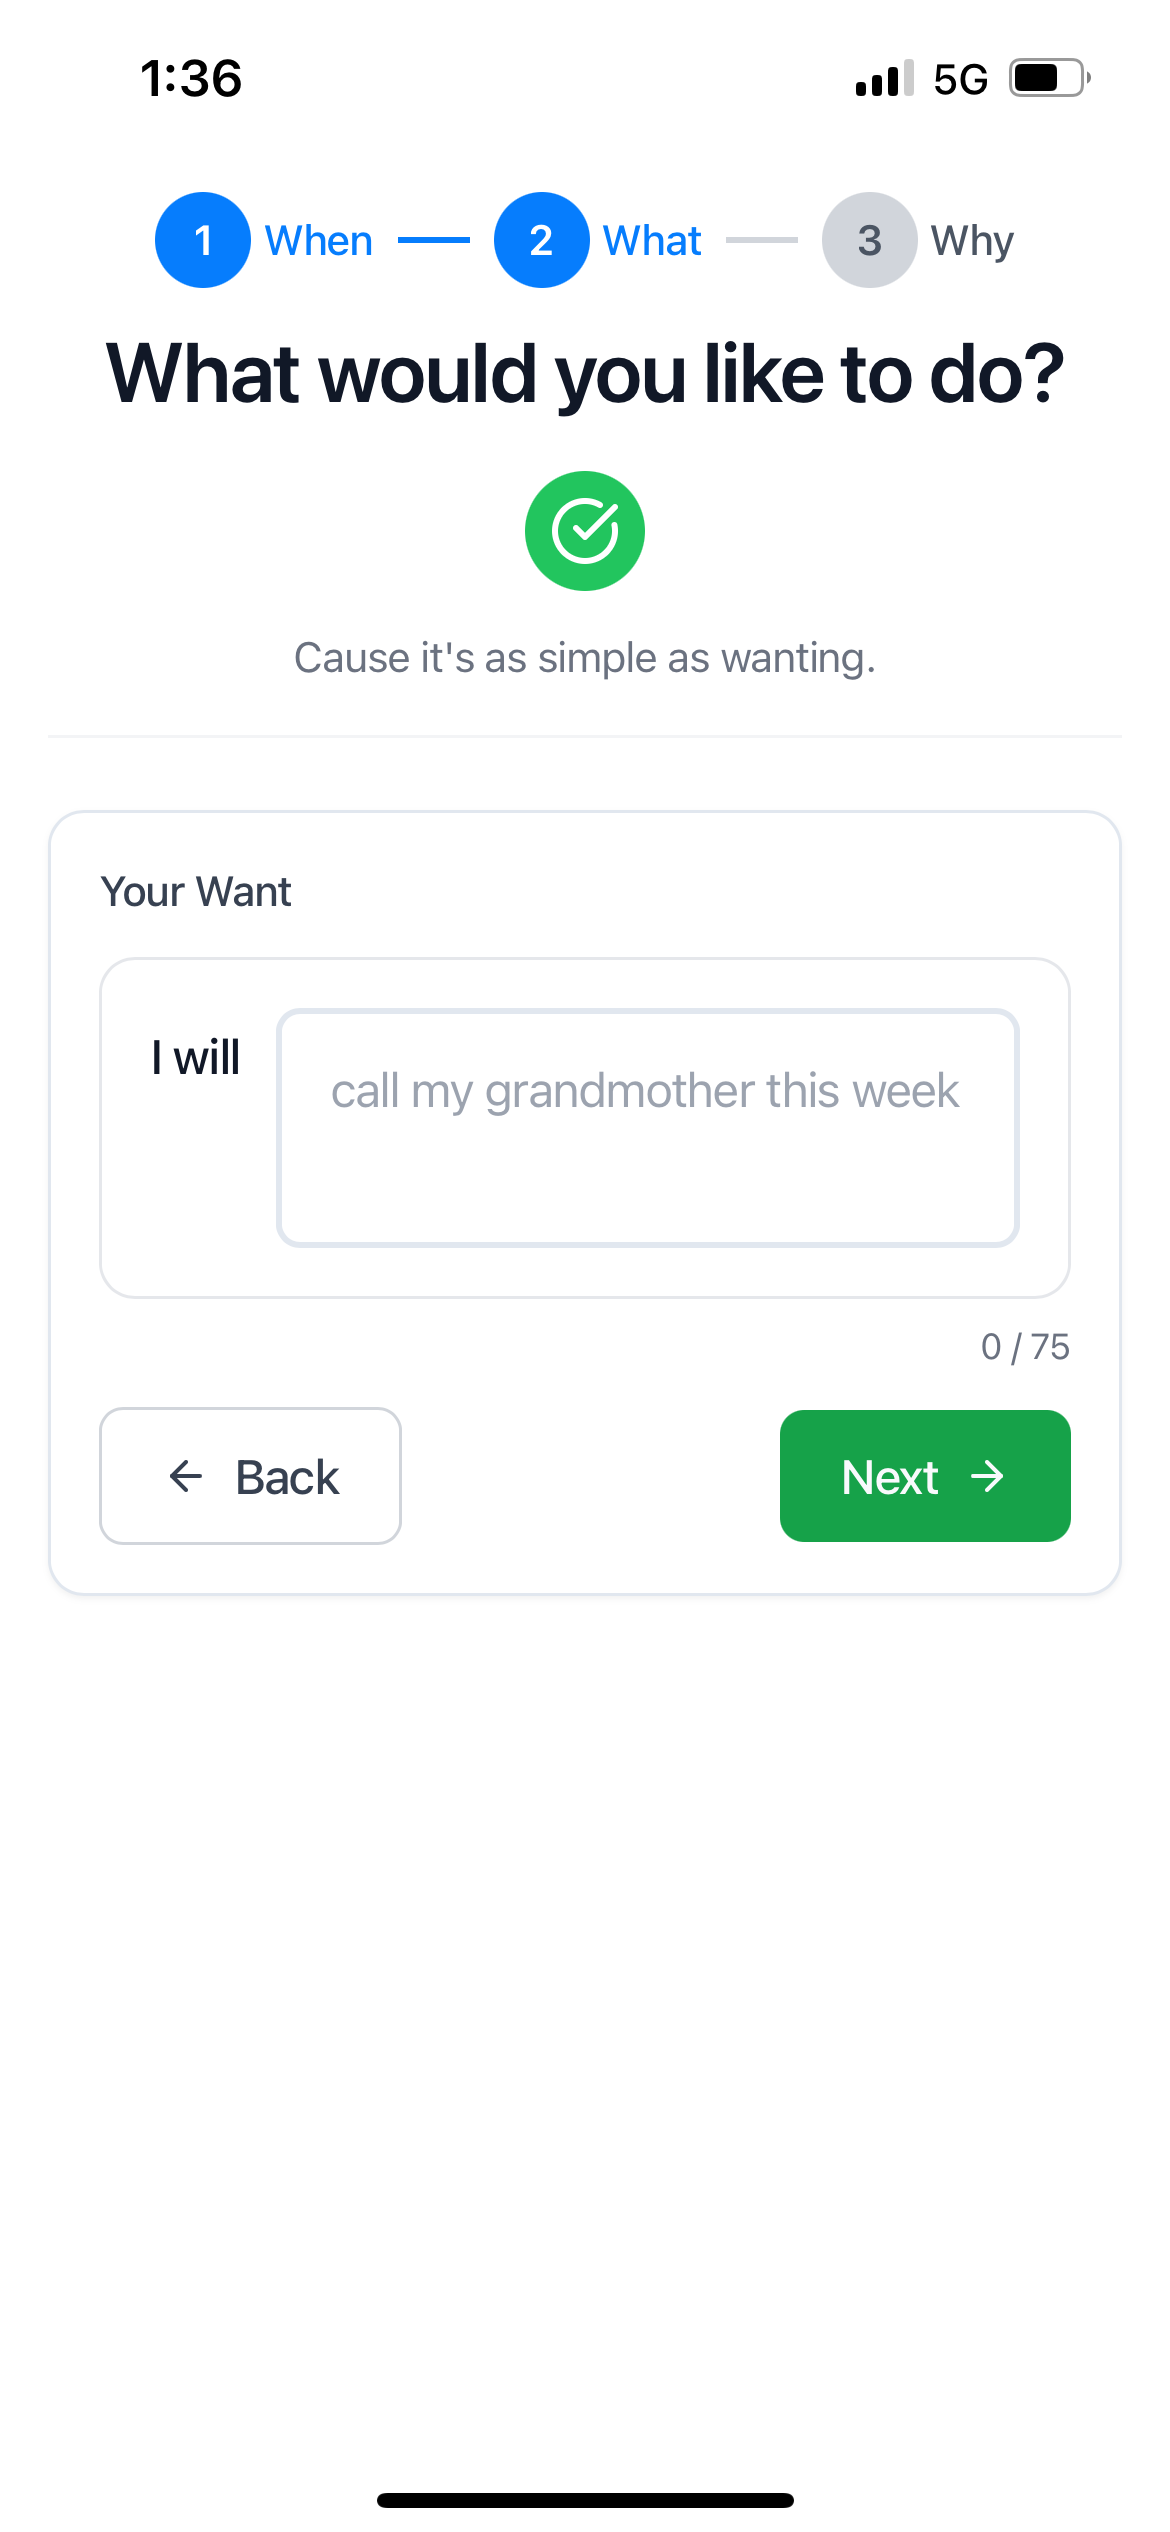 1:36 5G
1 When 2 What 3 Why
What would you like to do?
Cause it's as simple as wanting.
Your Want
I will
call my grandmother this week
0 / 75
← Back
Next →